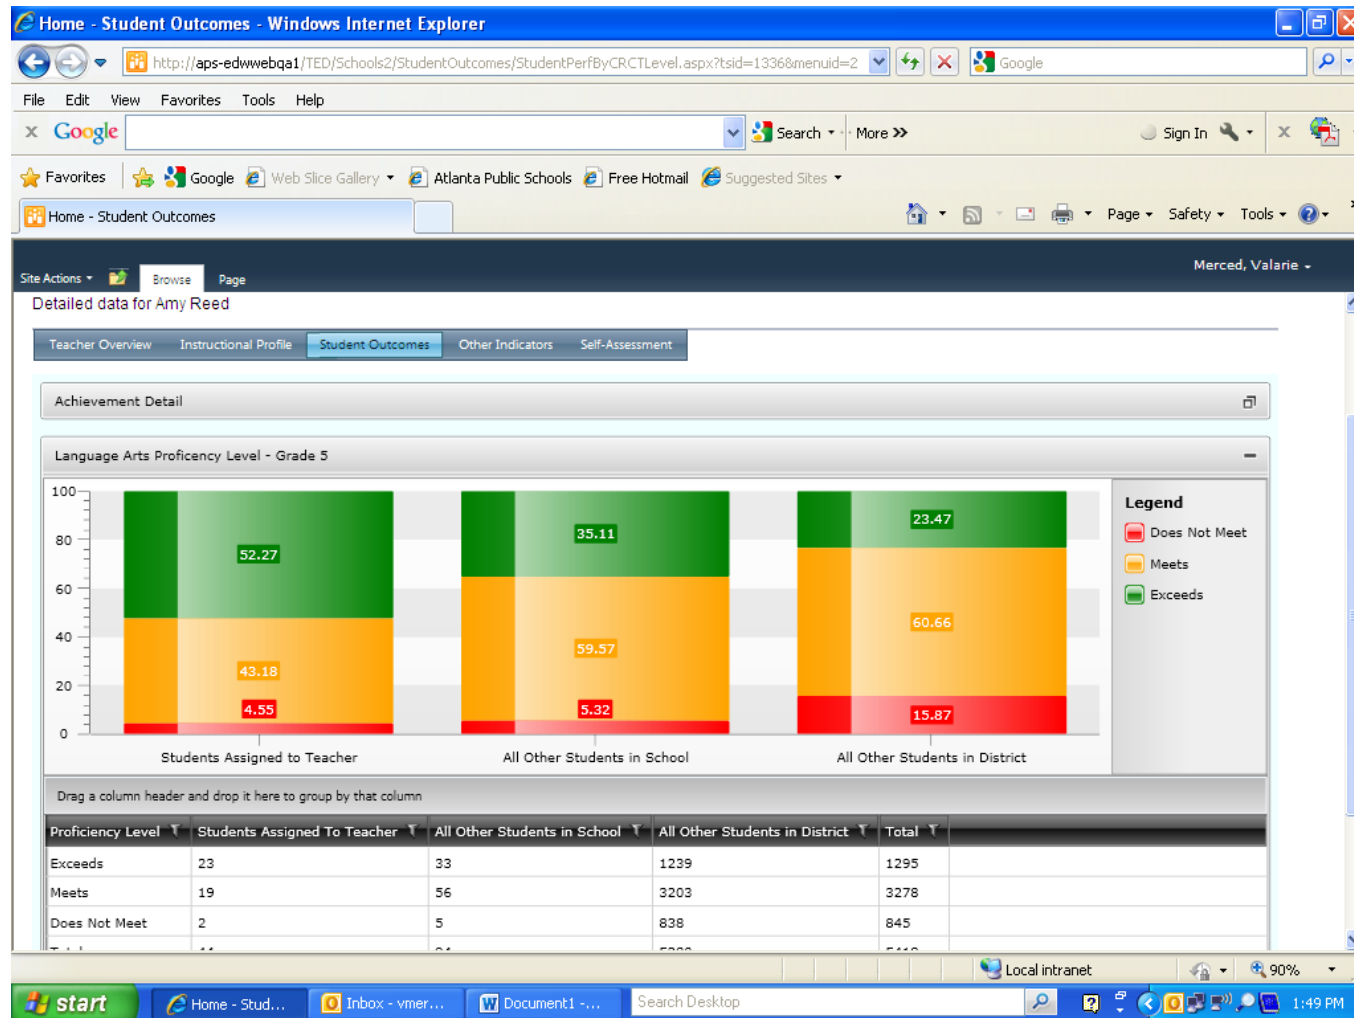 Home - Student Outcomes - Windows Internet Explorer
http://aps-edwwebqa1/TED/Schools2/StudentOutcomes/StudentPerfByCRCTLevel.aspx?tsid=1336&menuid=2
Google
File Edit View Favorites Tools Help
x Google Search More >> Sign In x
Favorites Google Web Slice Gallery Atlanta Public Schools Free Hotmail Suggested Sites
Home - Student Outcomes Page Safety Tools
Merced, Valarie
Site Actions Browse Page
Detailed data for Amy Reed
Teacher Overview Instructional Profile Student Outcomes Other Indicators Self-Assessment
Achievement Detail
Language Arts Proficency Level - Grade 5
100
80
60
40
20
0
52.27
43.18
4.55
35.11
59.57
5.32
23.47
60.66
15.87
Students Assigned to Teacher All Other Students in School All Other Students in District
Legend
Does Not Meet
Meets
Exceeds
Drag a column header and drop it here to group by that column
Proficiency Level Students Assigned To Teacher All Other Students in School All Other Students in District Total
Exceeds 23 33 1239 1295
Meets 19 56 3203 3278
Does Not Meet 2 5 838 845
Local intranet 90%
start Home - Stud... Inbox - vmer... Document1 -... Search Desktop 1:49 PM